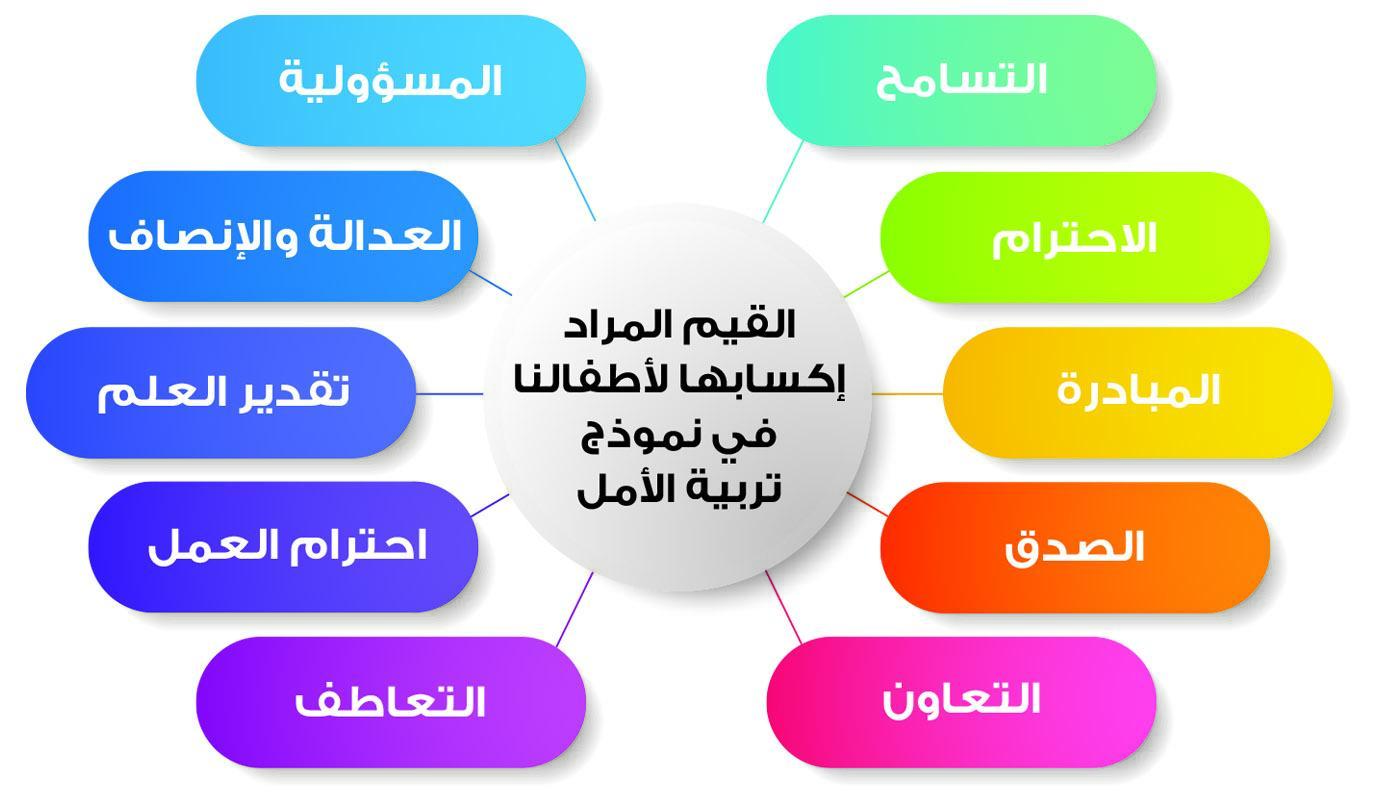 القيم المراد
إكسابها لأطفالنا
في نموذج
تربية الأمل
التسامح
الاحترام
المبادرة
الصدق
التعاون
المسؤولية
العدالة والإنصاف
تقدير العلم
احترام العمل
التعاطف